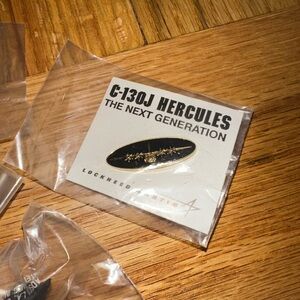 C-130J HERCULES
THE NEXT GENERATION
LOCKHEED MARTIN